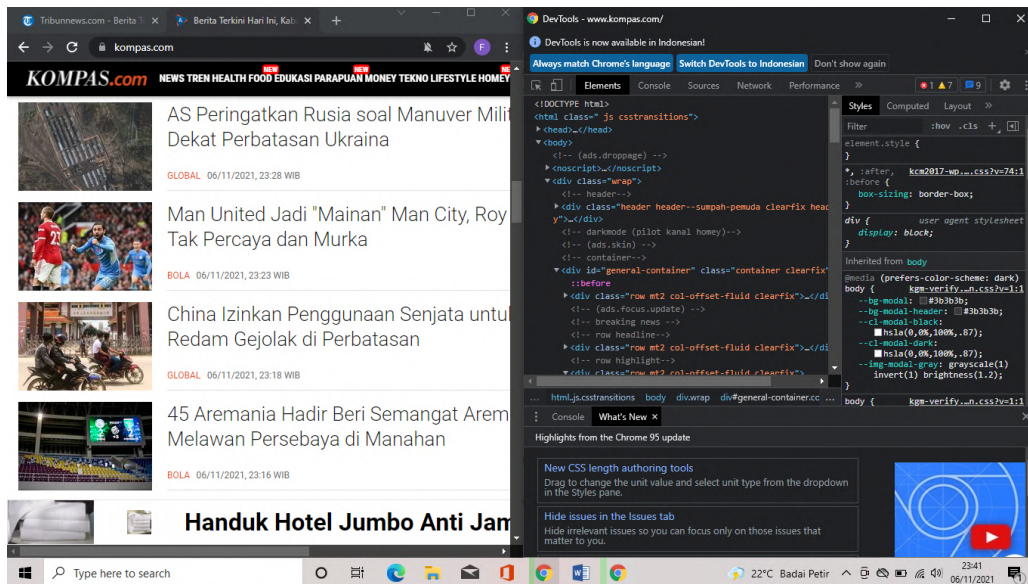 Tribunnews.com - Berita T
Berita Terkini Hari Ini, Kab
kompas.com
F
KOMPAS.com
NEWS TREN HEALTH FOOD EDUKASI PARAPUAN MONEY TEKNO LIFESTYLE HOMEY
NEW NEW NEW
AS Peringatkan Rusia soal Manuver Milit
Dekat Perbatasan Ukraina
GLOBAL 06/11/2021, 23:28 WIB
Man United Jadi "Mainan" Man City, Roy
Tak Percaya dan Murka
BOLA 06/11/2021, 23:23 WIB
China Izinkan Penggunaan Senjata untul
Redam Gejolak di Perbatasan
GLOBAL 06/11/2021, 23:18 WIB
45 Aremania Hadir Beri Semangat Arem
Melawan Persebaya di Manahan
BOLA 06/11/2021, 23:16 WIB
Handuk Hotel Jumbo Anti Jam
DevTools - www.kompas.com/
DevTools is now available in Indonesian!
Always match Chrome's language Switch DevTools to Indonesian Don't show again
Elements Console Sources Network Performance » 1 7 9
<!DOCTYPE html>
<html class=" js csstransitions">
<head>…</head>
<body>
<!-- (ads.droppage) -->
<noscript>…</noscript>
<div class="wrap">
<!-- header-->
<div class="header header--sumpah-pemuda clearfix head
y">…</div>
<!-- darkmode (pilot kanal homey)-->
<!-- (ads.skin) -->
<!-- container-->
<div id="general-container" class="container clearfix"
::before
<div class="row mt2 col-offset-fluid clearfix">…</di
<!-- (ads.focus.update) -->
<!-- breaking news -->
<!-- row headline-->
<div class="row mt2 col-offset-fluid clearfix">…</di
<!-- row highlight-->
<div class="row mt2 col-offset-fluid clearfix">
... html.js.csstransitions body div.wrap div#general-container.cc ...
Styles Computed Layout »
Filter :hov .cls +
element.style {
}
*, :after, kcm2017-wp.…css?v=74:1
:before {
box-sizing: border-box;
}
div { user agent stylesheet
display: block;
}
Inherited from body
@media (prefers-color-scheme: dark)
body { kgm-verify.…n.css?v=1:1
--bg-modal: #3b3b3b;
--bg-modal-header: #3b3b3b;
--cl-modal-black:
hsla(0,0%,100%,.87);
--cl-modal-dark:
hsla(0,0%,100%,.87);
--img-modal-gray: grayscale(1)
invert(1) brightness(1.2);
}
body { kgm-verify.…n.css?v=1:1
Console What's New ×
Highlights from the Chrome 95 update
New CSS length authoring tools
Drag to change the unit value and select unit type from the dropdown
in the Styles pane.
Hide issues in the Issues tab
Hide irrelevant issues so you can focus only on those issues that
matter to you.
Type here to search
22°C Badai Petir
23:41
06/11/2021